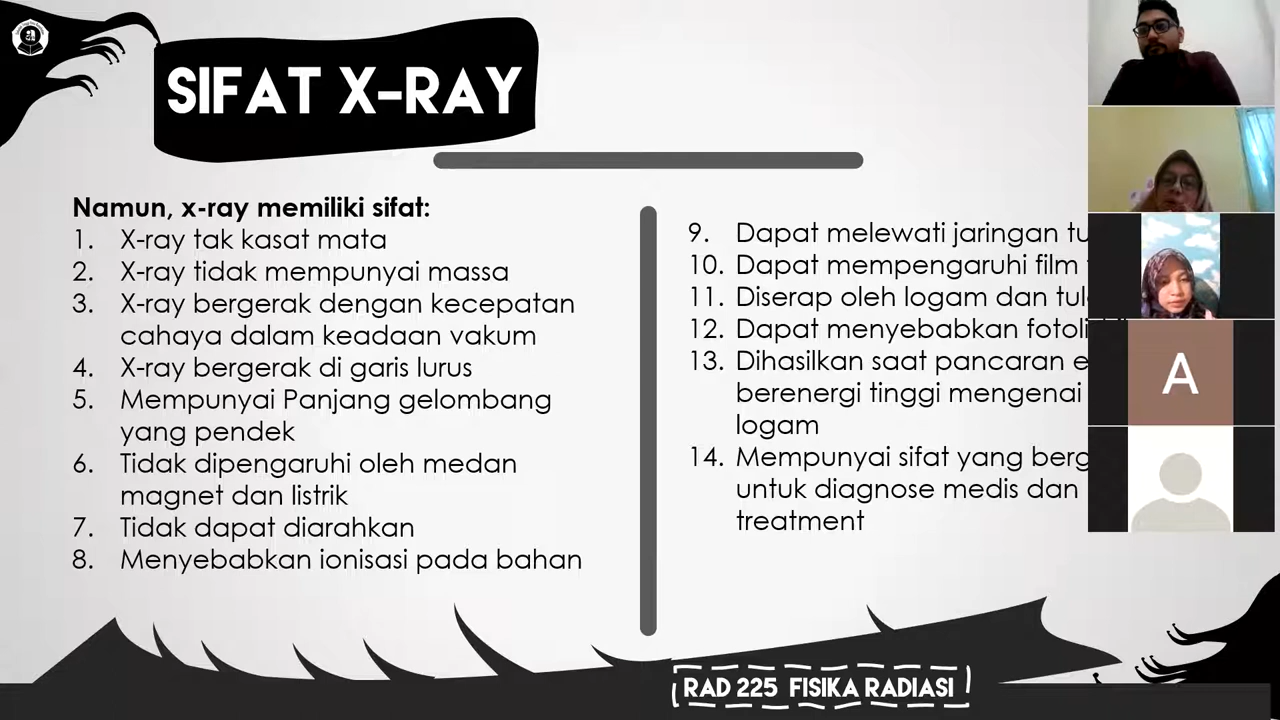 SIFAT X-RAY
Namun, x-ray memiliki sifat:
1. X-ray tak kasat mata
2. X-ray tidak mempunyai massa
3. X-ray bergerak dengan kecepatan
cahaya dalam keadaan vakum
4. X-ray bergerak di garis lurus
5. Mempunyai Panjang gelombang
yang pendek
6. Tidak dipengaruhi oleh medan
magnet dan listrik
7. Tidak dapat diarahkan
8. Menyebabkan ionisasi pada bahan
9. Dapat melewati jaringan
10. Dapat mempengaruhi film
11. Diserap oleh logam dan
12. Dapat menyebabkan
13. Dihasilkan saat pancaran
berenergi tinggi mengenai
logam
14. Mempunyai sifat yang
untuk diagnose medis dan
treatment
A
RAD 225 FISIKA RADIASI